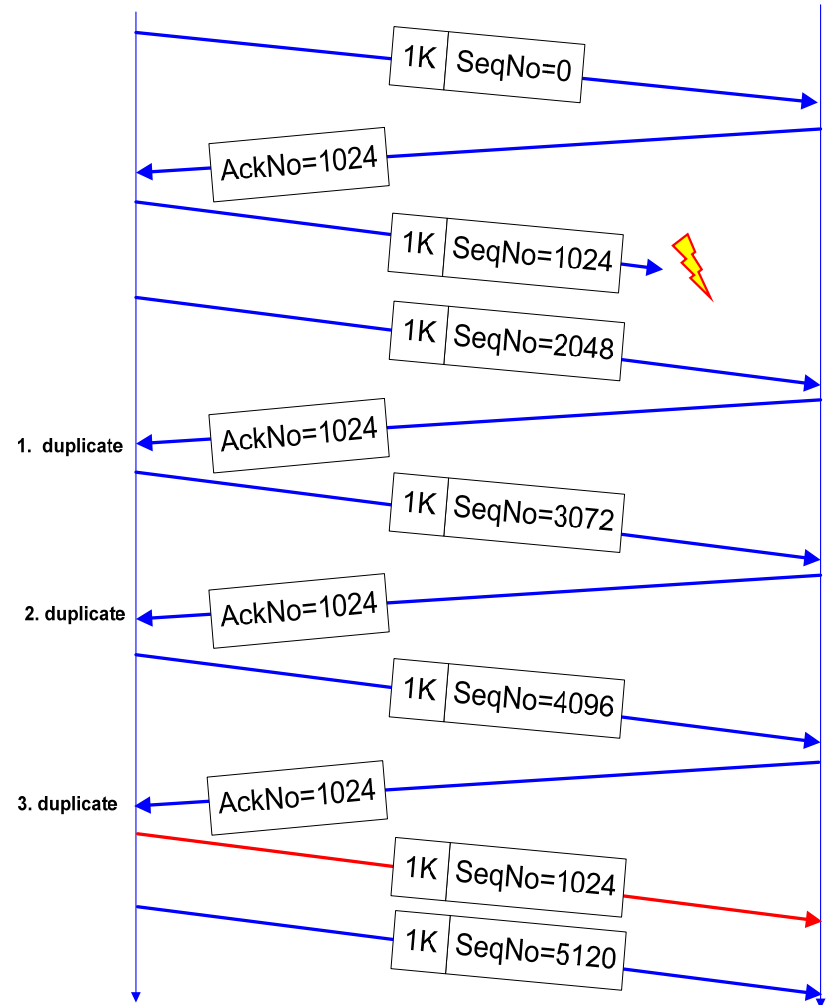 1K SeqNo=0
AckNo=1024
1K SeqNo=1024
1K SeqNo=2048
AckNo=1024
1. duplicate
1K SeqNo=3072
AckNo=1024
2. duplicate
1K SeqNo=4096
AckNo=1024
3. duplicate
1K SeqNo=1024
1K SeqNo=5120